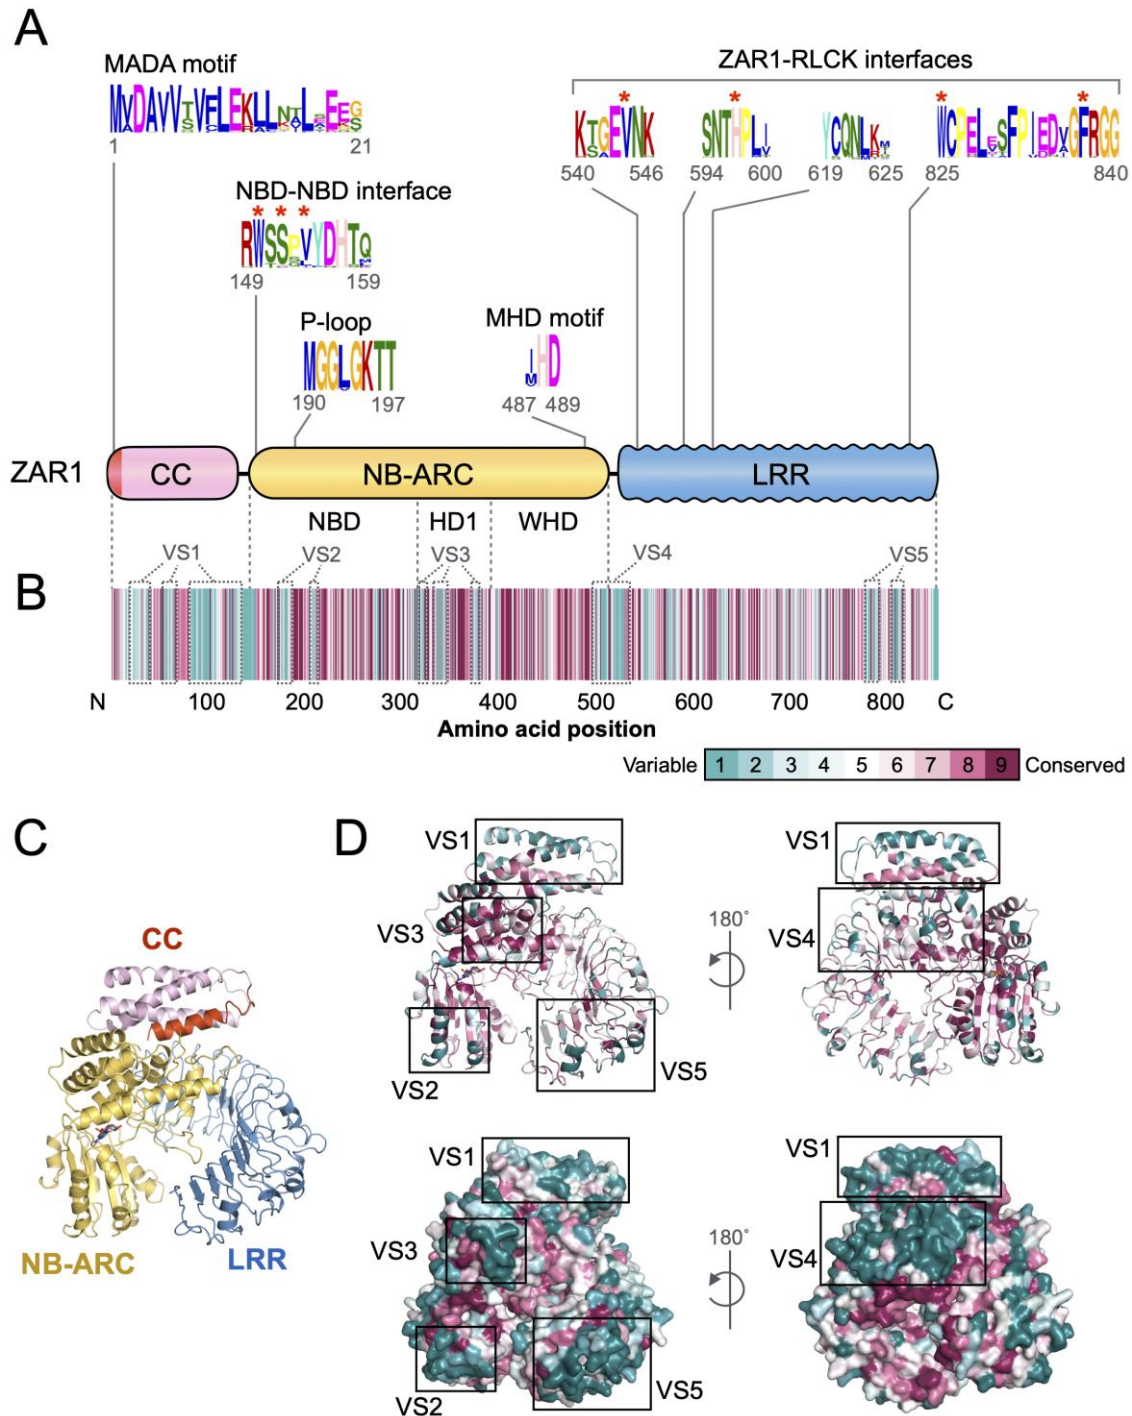 A
MADA motif
1 21
ZAR1-RLCK interfaces
* * * *
540 546 594 600 619 625 825 840
NBD-NBD interface
* * *
149 159
P-loop
MGGLGKTT
190 197
MHD motif
487 489
ZAR1 CC NB-ARC LRR
NBD HD1 WHD
VS1 VS2 VS3 VS4 VS5
B
N 100 200 300 400 500 600 700 800 C
Amino acid position
Variable 1 2 3 4 5 6 7 8 9 Conserved
C
CC
NB-ARC
LRR
D
VS1
VS3
VS2
VS5
180°
VS1
VS4
VS1
VS3
VS2
VS5
180°
VS1
VS4